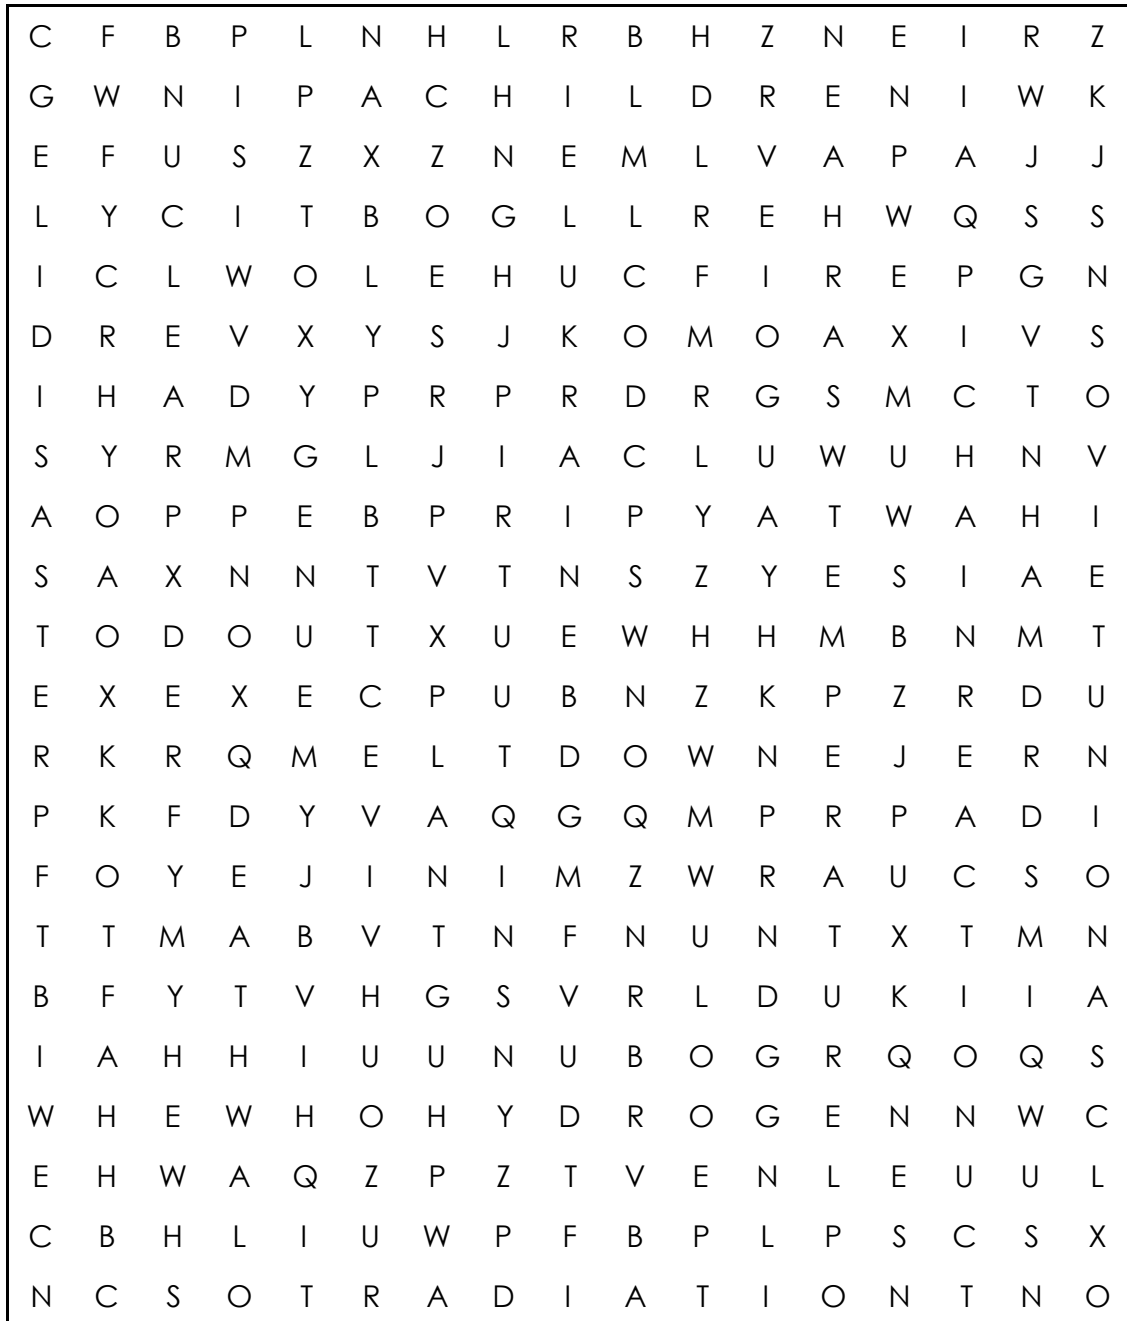 C F B P L N H L R B H Z N E I R Z
G W N I P A C H I L D R E N I W K
E F U S Z X Z N E M L V A P A J J
L Y C I T B O G L L R E H W Q S S
I C L W O L E H U C F I R E P G N
D R E V X Y S J K O M O A X I V S
I H A D Y P R P R D R G S M C T O
S Y R M G L J I A C L U W U H N V
A O P P E B P R I P Y A T W A H I
S A X N N T V T N S Z Y E S I A E
T O D O U T X U E W H H M B N M T
E X E X E C P U B N Z K P Z R D U
R K R Q M E L T D O W N E J E R N
P K F D Y V A Q G Q M P R P A D I
F O Y E J I N I M Z W R A U C S O
T T M A B V T N F N U N T X T M N
B F Y T V H G S V R L D U K I I A
I A H H I U U N U B O G R Q O Q S
W H E W H O H Y D R O G E N N W C
E H W A Q Z P Z T V E N L E U U L
C B H L I U W P F B P L P S C S X
N C S O T R A D I A T I O N T N O